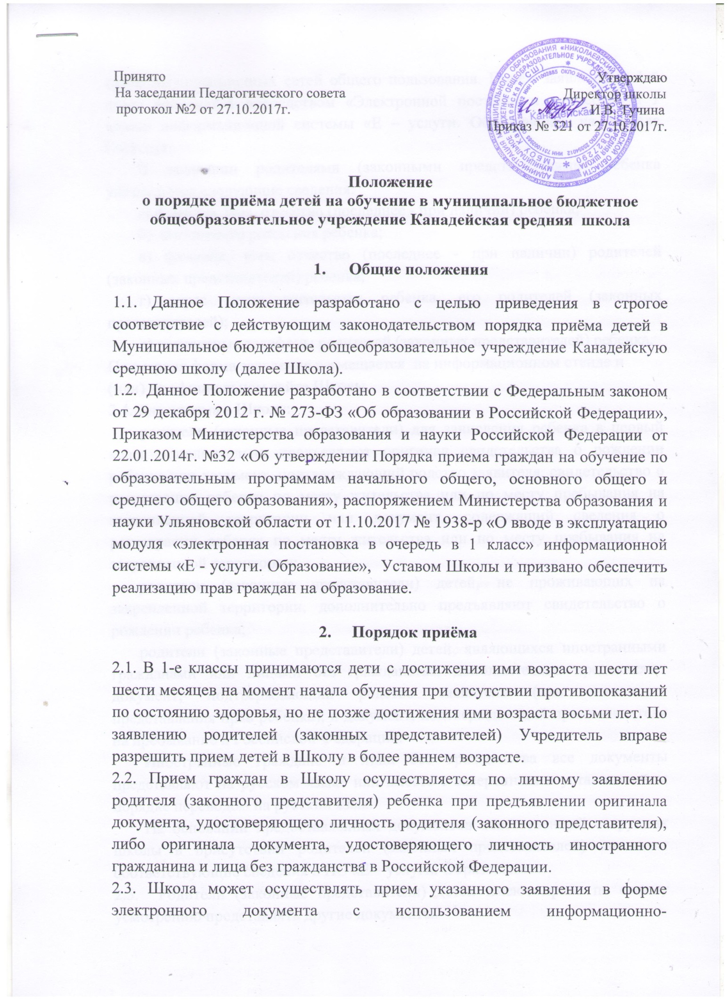 Принято
Утверждаю
На заседании Педагогического совета
Директор школы
протокол №2 от 27.10.2017г.
И.В. Тучина
Приказ № 321 от 27.10.2017г.
МБОУ
Канадейская
СШ
Положение
о порядке приёма детей на обучение в муниципальное бюджетное
общеобразовательное учреждение Канадейская средняя школа
1. Общие положения
1.1. Данное Положение разработано с целью приведения в строгое
соответствие с действующим законодательством порядка приёма детей в
Муниципальное бюджетное общеобразовательное учреждение Канадейскую
среднюю школу (далее Школа).
1.2. Данное Положение разработано в соответствии с Федеральным законом
от 29 декабря 2012 г. № 273-ФЗ «Об образовании в Российской Федерации»,
Приказом Министерства образования и науки Российской Федерации от
22.01.2014г. №32 «Об утверждении Порядка приема граждан на обучение по
образовательным программам начального общего, основного общего и
среднего общего образования», распоряжением Министерства образования и
науки Ульяновской области от 11.10.2017 № 1938-р «О вводе в эксплуатацию
модуля «электронная постановка в очередь в 1 класс» информационной
системы «Е - услуги. Образование», Уставом Школы и призвано обеспечить
реализацию прав граждан на образование.
2. Порядок приёма
2.1. В 1-е классы принимаются дети с достижения ими возраста шести лет
шести месяцев на момент начала обучения при отсутствии противопоказаний
по состоянию здоровья, но не позже достижения ими возраста восьми лет. По
заявлению родителей (законных представителей) Учредитель вправе
разрешить прием детей в Школу в более раннем возрасте.
2.2. Прием граждан в Школу осуществляется по личному заявлению
родителя (законного представителя) ребенка при предъявлении оригинала
документа, удостоверяющего личность родителя (законного представителя),
либо оригинала документа, удостоверяющего личность иностранного
гражданина и лица без гражданства в Российской Федерации.
2.3. Школа может осуществлять прием указанного заявления в форме
электронного документа с использованием информационно-